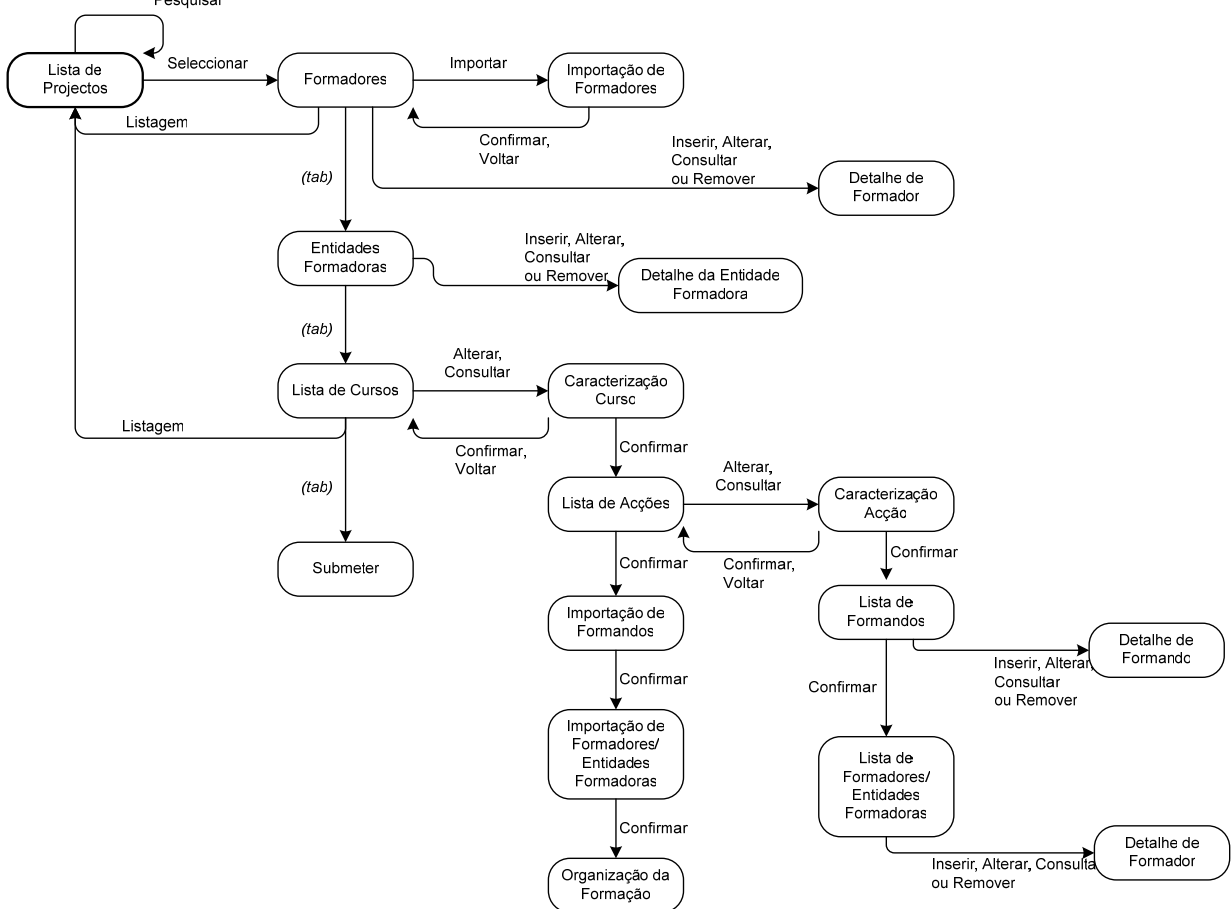 Pesquisar
Lista de
Projectos
Seleccionar
Formadores
Importar
Importação de
Formadores
Listagem
Confirmar,
Voltar
Inserir, Alterar,
Consultar
ou Remover
Detalhe de
Formador
(tab)
Entidades
Formadoras
Inserir, Alterar,
Consultar
ou Remover
Detalhe da Entidade
Formadora
(tab)
Lista de Cursos
Alterar,
Consultar
Caracterização
Curso
Listagem
Confirmar,
Voltar
Confirmar
(tab)
Lista de Acções
Alterar,
Consultar
Caracterização
Acção
Submeter
Confirmar
Confirmar,
Voltar
Confirmar
Importação de
Formandos
Lista de
Formandos
Inserir, Alterar,
Consultar
ou Remover
Detalhe de
Formando
Confirmar
Confirmar
Importação de
Formadores/
Entidades
Formadoras
Lista de
Formadores/
Entidades
Formadoras
Confirmar
Inserir, Alterar, Consulta
ou Remover
Detalhe de
Formador
Organização da
Formação